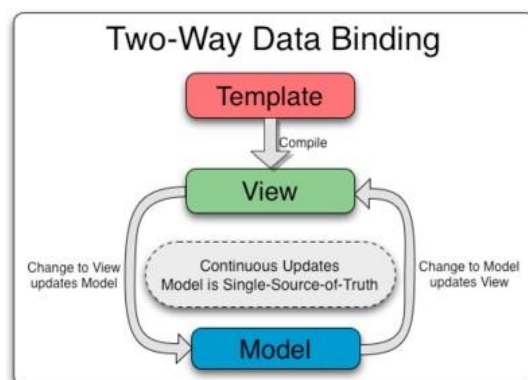 Two-Way Data Binding
Template
Compile
View
Change to View
updates Model
Continuous Updates
Model is Single-Source-of-Truth
Change to Model
updates View
Model